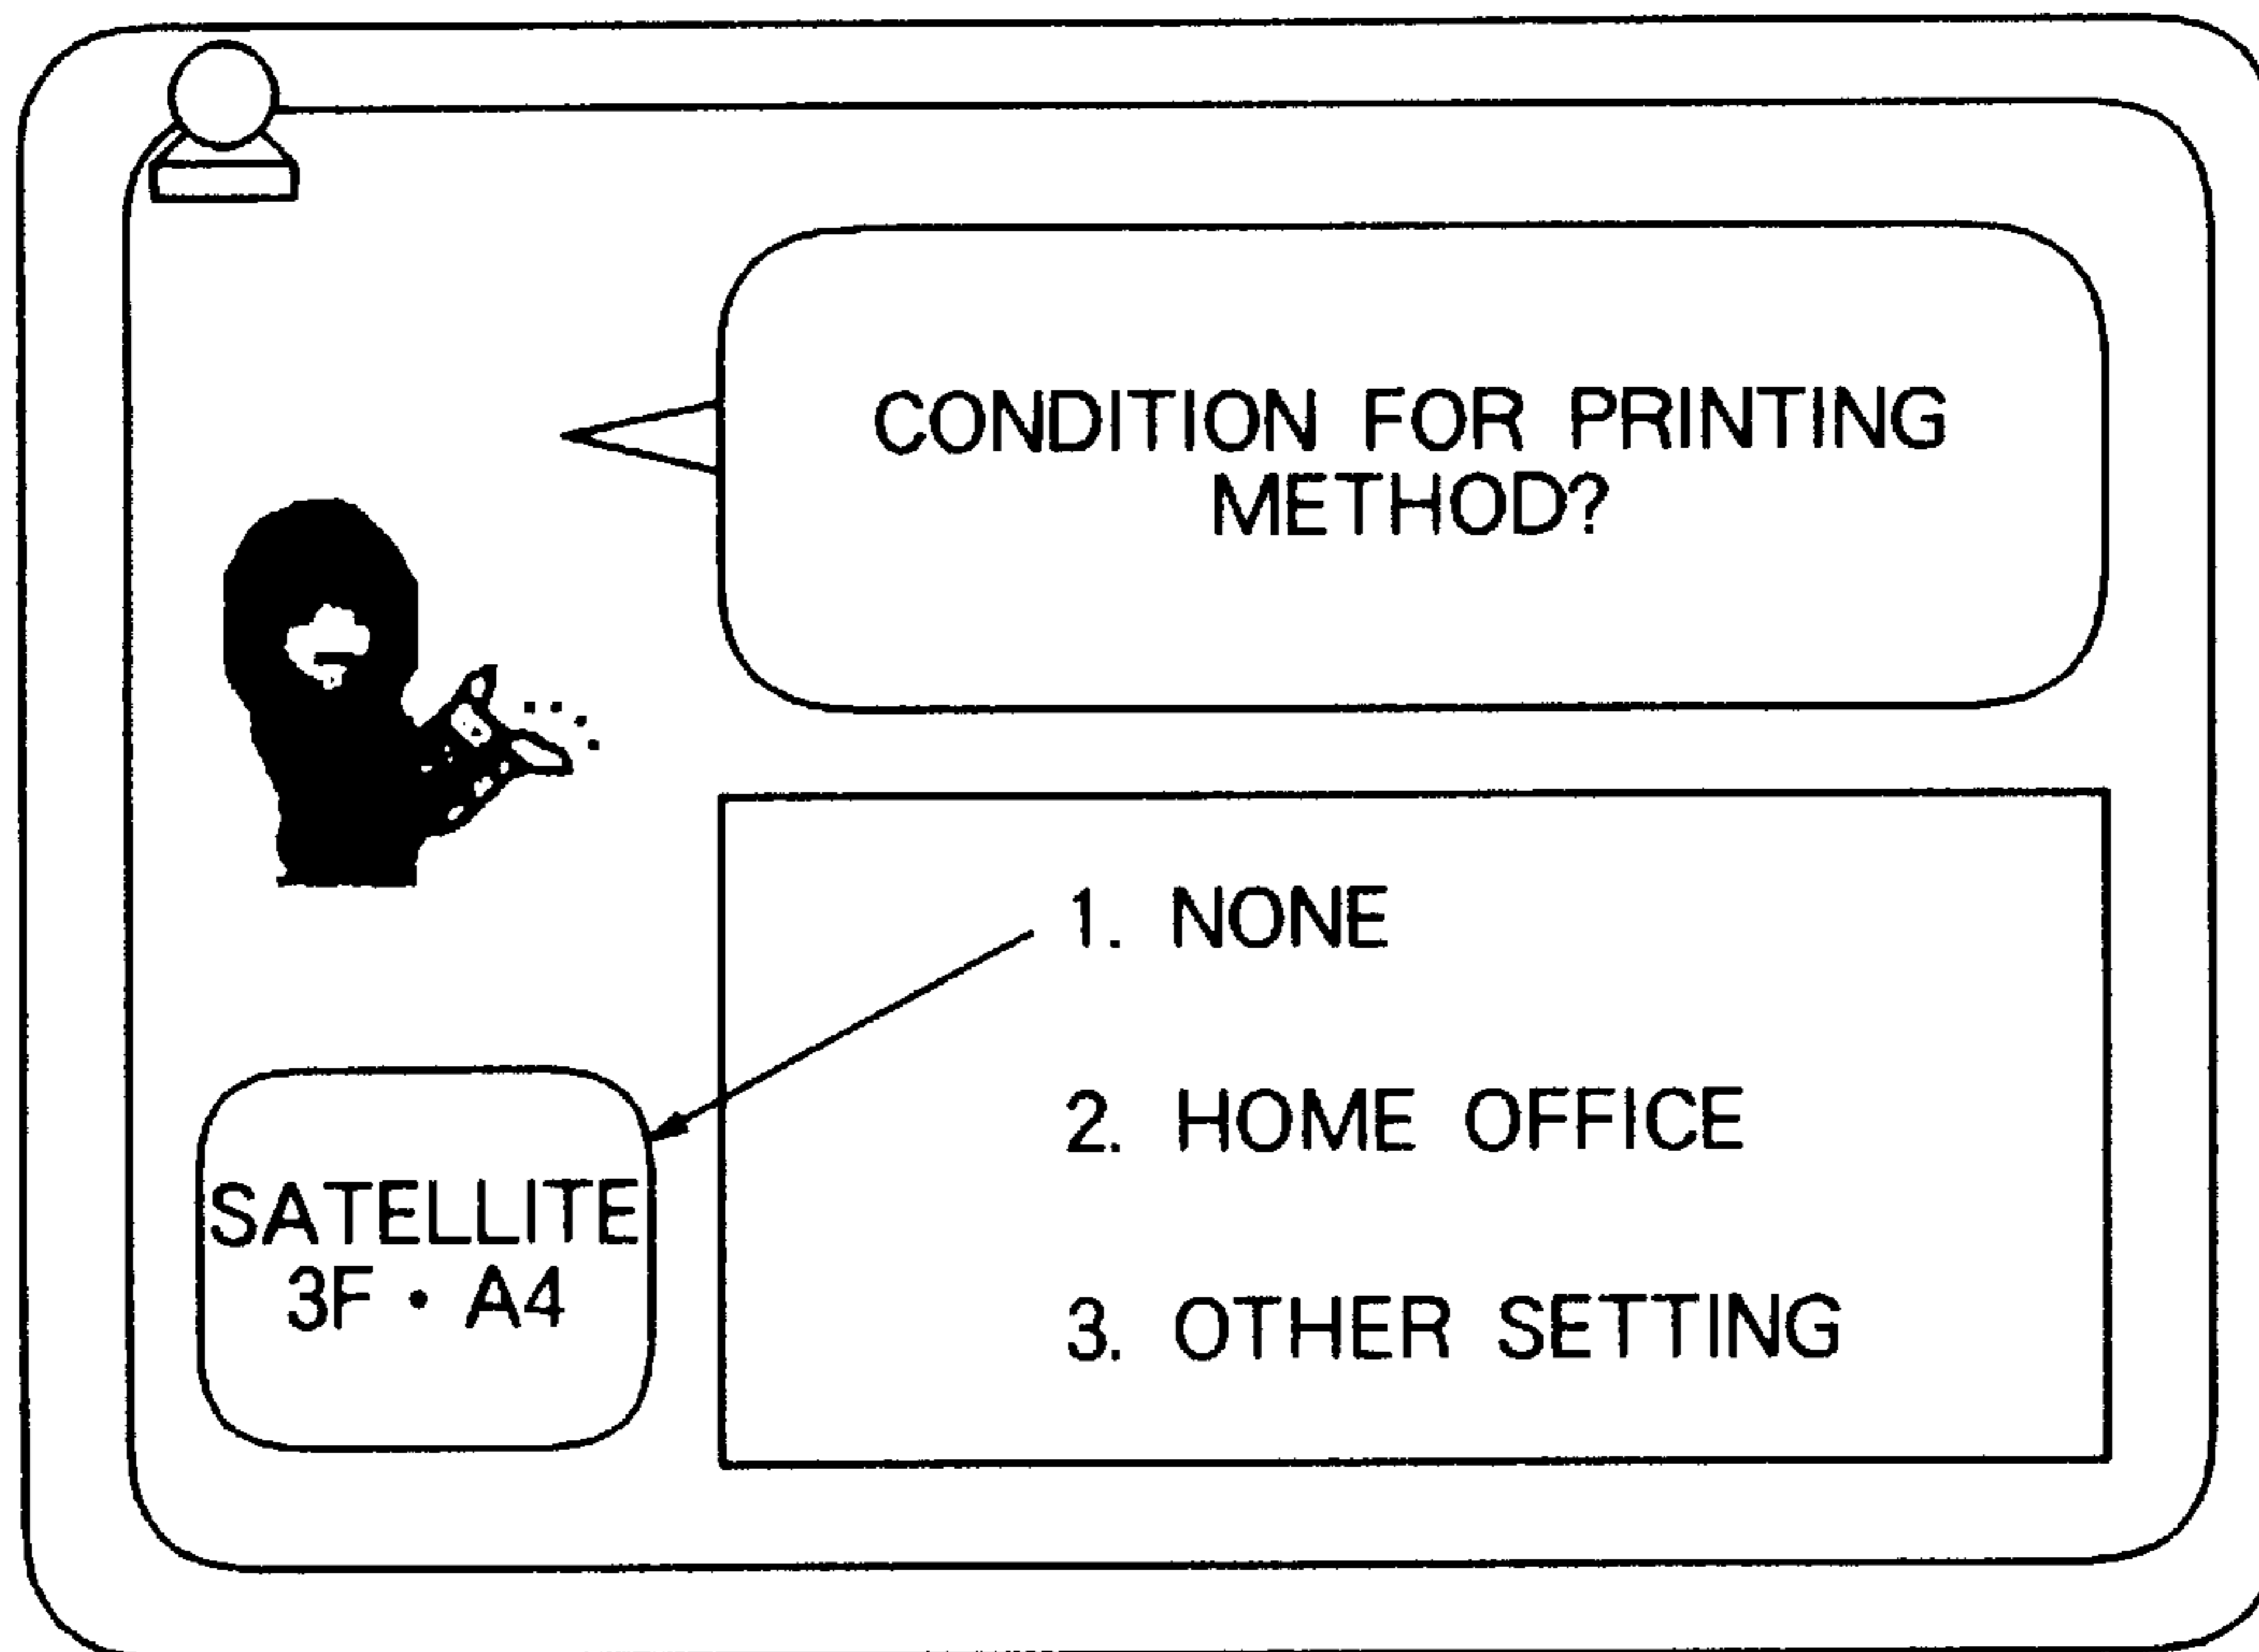 CONDITION FOR PRINTING
METHOD?
1. NONE
2. HOME OFFICE
3. OTHER SETTING
SATELLITE
3F • A4